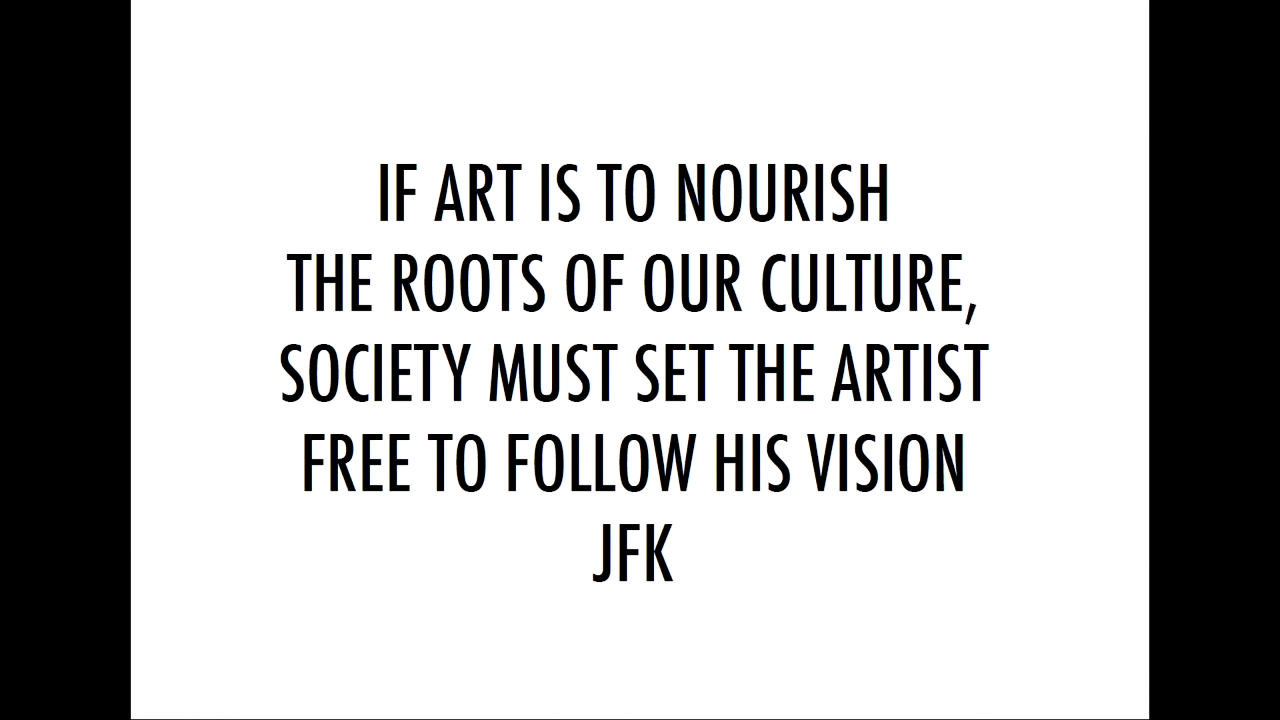 IF ART IS TO NOURISH
THE ROOTS OF OUR CULTURE,
SOCIETY MUST SET THE ARTIST
FREE TO FOLLOW HIS VISION
JFK